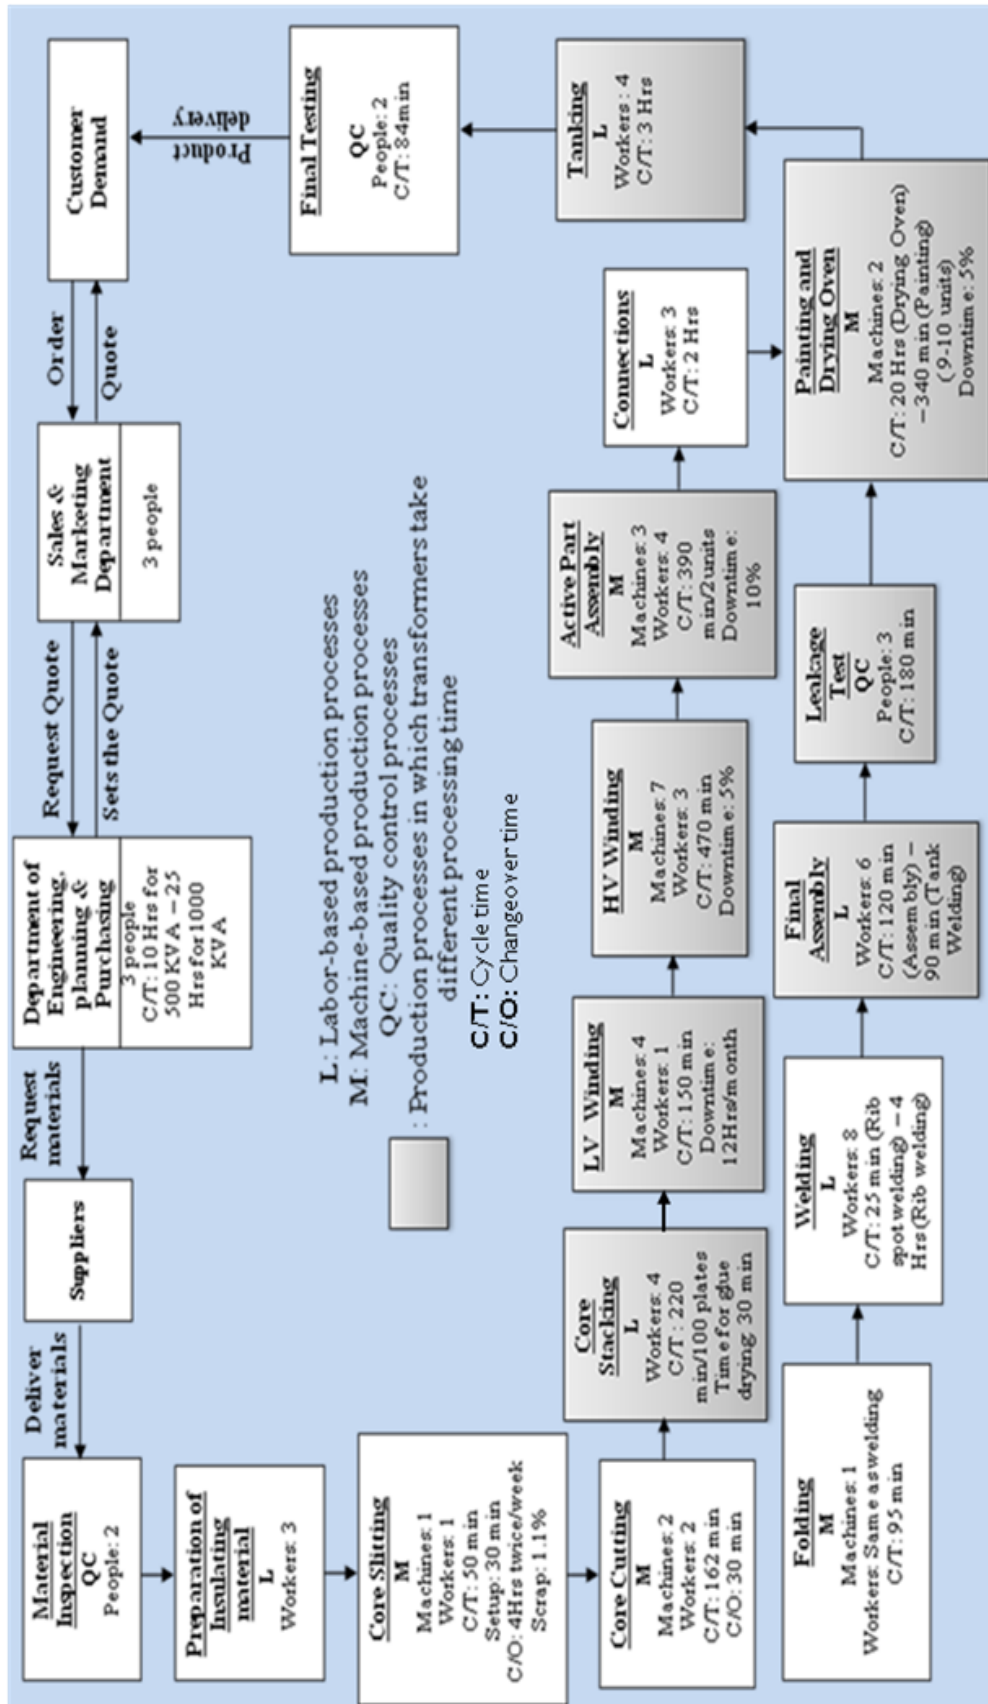 Customer
Demand
Order
Quote
Sales &
Marketing
Department
3 people
Request Quote
Sets the Quote
Department of
Engineering,
planning &
Purchasing
3 people
C/T: 10 Hrs for
500 KVA – 25
Hrs for 1000
KVA
Request
materials
Suppliers
Deliver
materials
Material
Inspection
QC
People: 2
Preparation of
Insulating
material
L
Workers: 3
Core Slitting
M
Machines: 1
Workers: 1
C/T: 50 min
Setup: 30 min
C/O: 4Hrs twice/week
Scrap: 1.1%
Core Cutting
M
Machines: 2
Workers: 2
C/T: 162 min
C/O: 30 min
Core
Stacking
L
Workers: 4
C/T : 220
min/100 plates
Time for glue
drying: 30 min
LV Winding
M
Machines: 4
Workers: 1
C/T: 150 min
Downtime:
12Hrs/month
HV Winding
M
Machines: 7
Workers: 3
C/T: 470 min
Downtime: 5%
Active Part
Assembly
M
Machines: 3
Workers: 4
C/T: 390
min/2units
Downtime:
10%
Connections
L
Workers: 3
C/T: 2 Hrs
Folding
M
Machines: 1
Workers: Same as welding
C/T: 95 min
Welding
L
Workers: 8
C/T: 25 min (Rib
spot welding) – 4
Hrs (Rib welding)
Final
Assembly
L
Workers: 6
C/T: 120 min
(Assembly) –
90 min (Tank
Welding)
Leakage
Test
QC
People: 3
C/T: 180 min
Painting and
Drying Oven
M
Machines: 2
C/T: 20 Hrs (Drying Oven)
–340 min (Painting)
(9-10 units)
Downtime: 5%
Tanking
L
Workers : 4
C/T: 3 Hrs
Final Testing
QC
People: 2
C/T: 84min
Product
delivery
L: Labor-based production processes
M: Machine-based production processes
QC: Quality control processes
: Production processes in which transformers take
different processing time
C/T: Cycle time
C/O: Changeover time